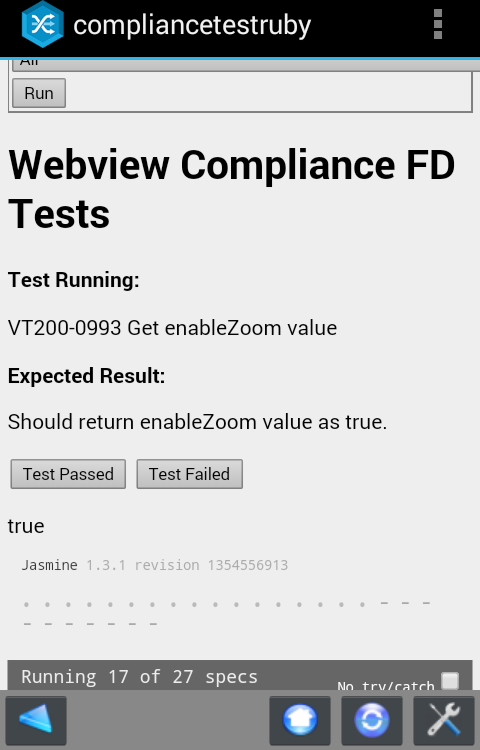 compliancetestruby
All
Run
Webview Compliance FD
Tests
Test Running:
VT200-0993 Get enableZoom value
Expected Result:
Should return enableZoom value as true.
Test Passed Test Failed
true
Jasmine 1.3.1 revision 1354556913
Running 17 of 27 specs
No try/catch